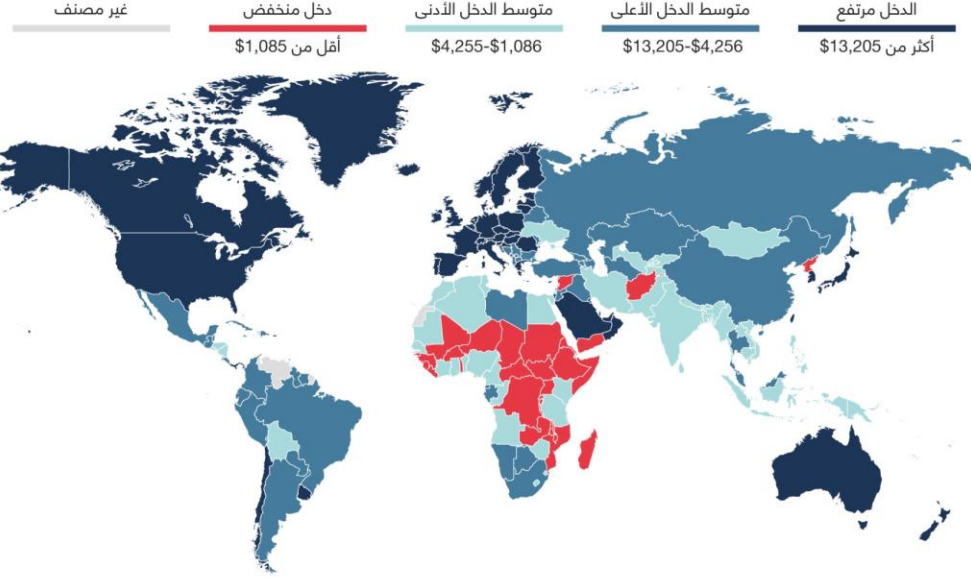 الدخل مرتفع
أكثر من 13,205$
متوسط الدخل الأعلى
$13,205-$4,256
متوسط الدخل الأدنى
$4,255-$1,086
دخل منخفض
أقل من 1,085$
غير مصنف